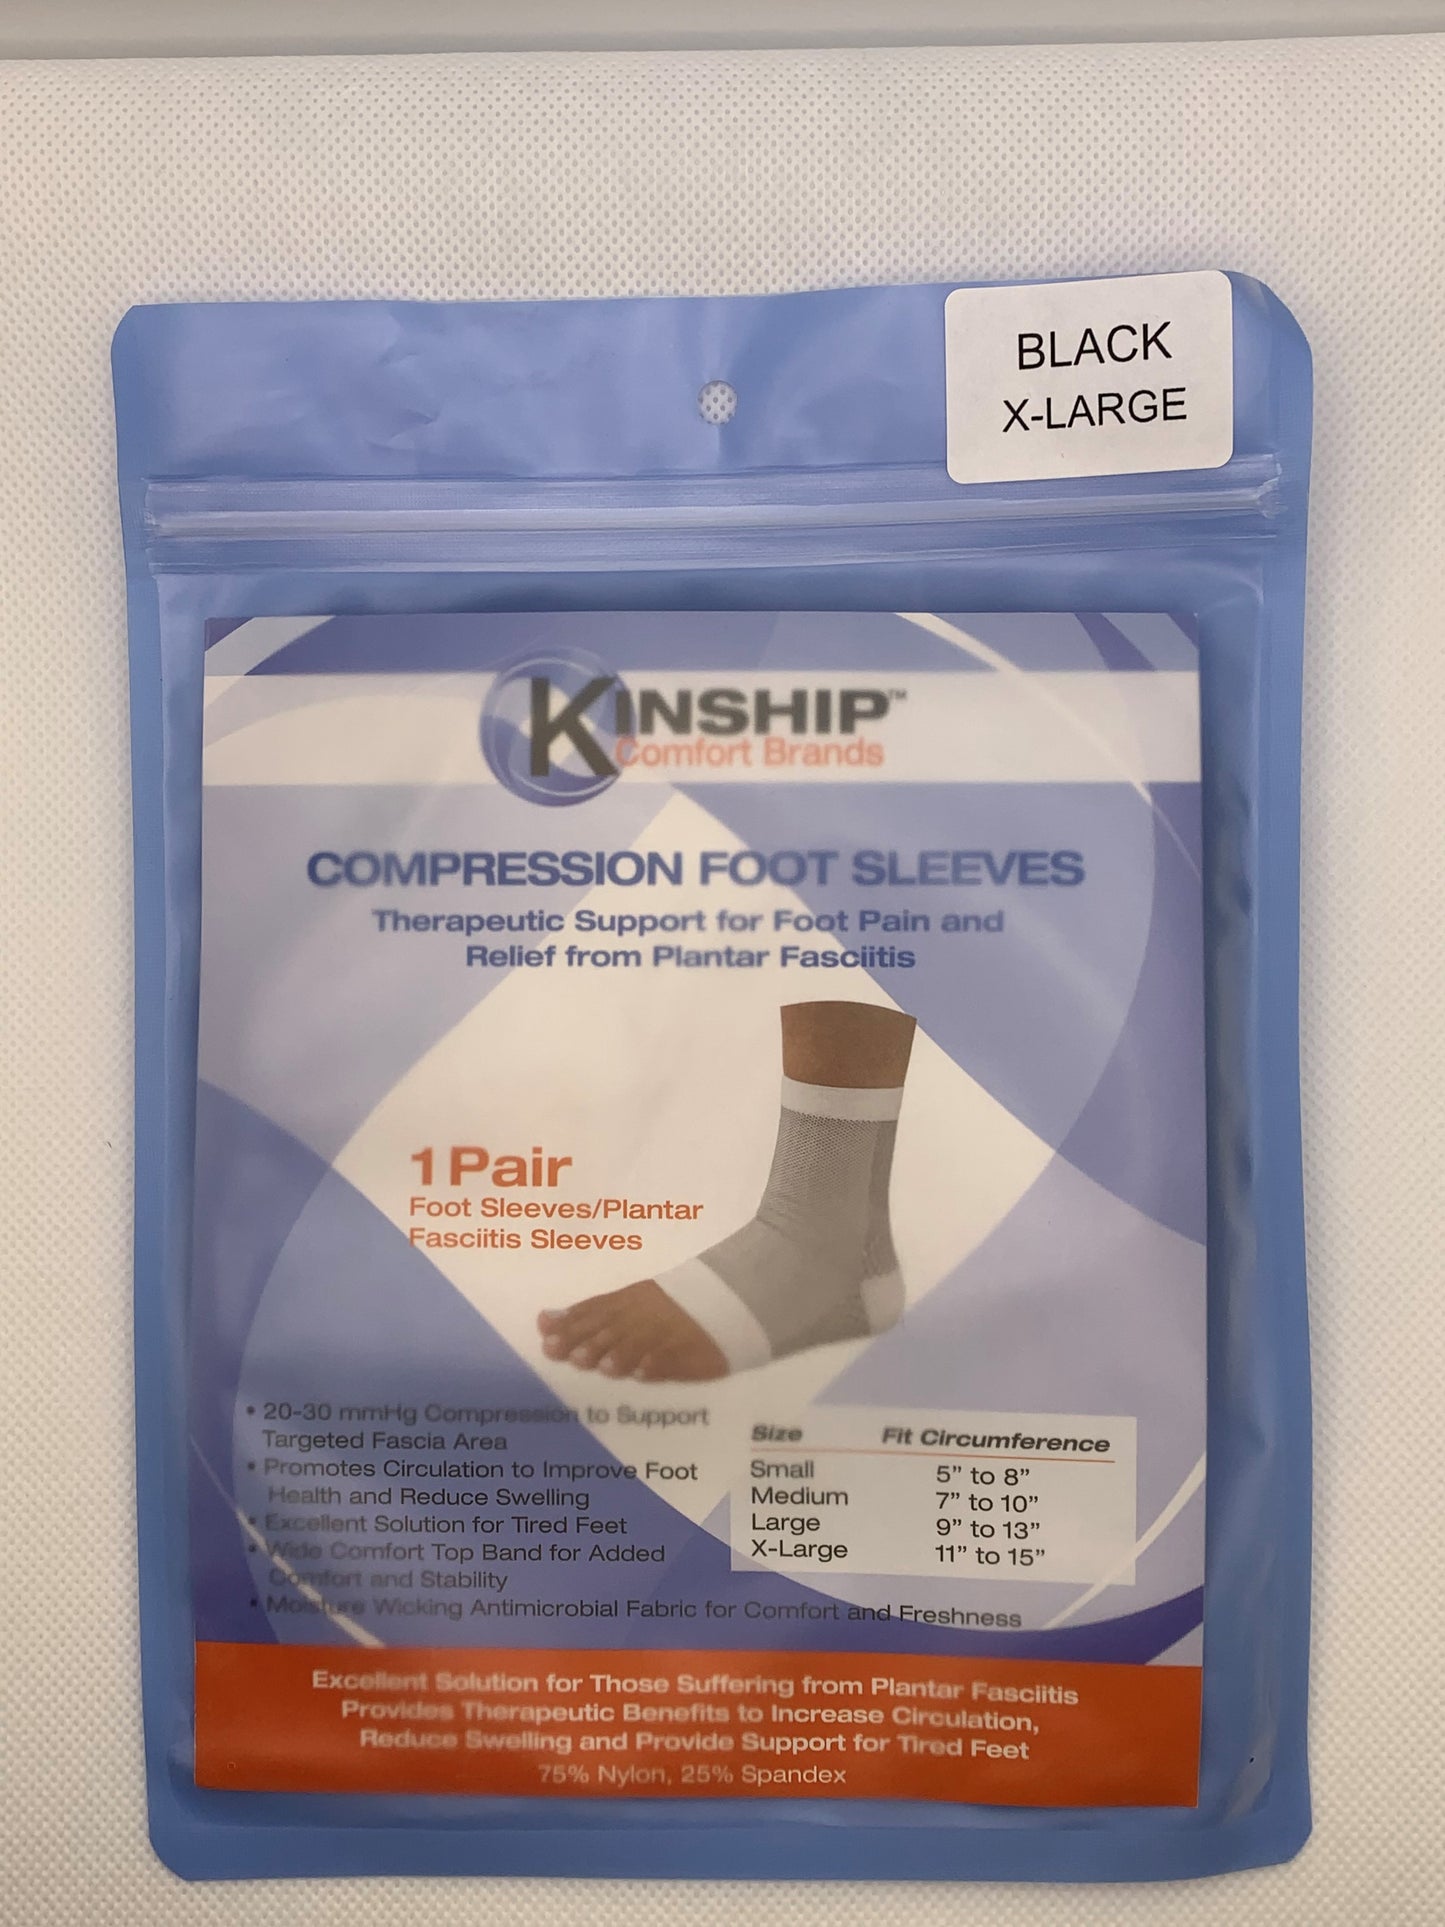 BLACK
X-LARGE
KINSHIP™
Comfort Brands
COMPRESSION FOOT SLEEVES
Therapeutic Support for Foot Pain and
Relief from Plantar Fasciitis
1 Pair
Foot Sleeves/Plantar
Fasciitis Sleeves
• 20-30 mmHg Compression to Support
Targeted Fascia Area
• Promotes Circulation to Improve Foot
Health and Reduce Swelling
• Excellent Solution for Tired Feet
• Wide Comfort Top Band for Added
Comfort and Stability
• Moisture Wicking Antimicrobial Fabric for Comfort and Freshness
Size Fit Circumference
Small 5” to 8”
Medium 7” to 10”
Large 9” to 13”
X-Large 11” to 15”
Excellent Solution for Those Suffering from Plantar Fasciitis
Provides Therapeutic Benefits to Increase Circulation,
Reduce Swelling and Provide Support for Tired Feet
75% Nylon, 25% Spandex